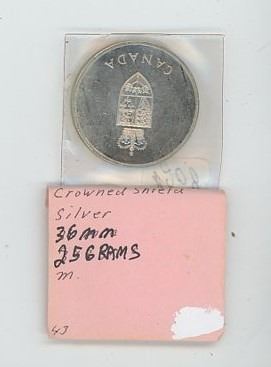 CANADA
Crowned Shield
Silver
36mm
25GRAMS
m.
43